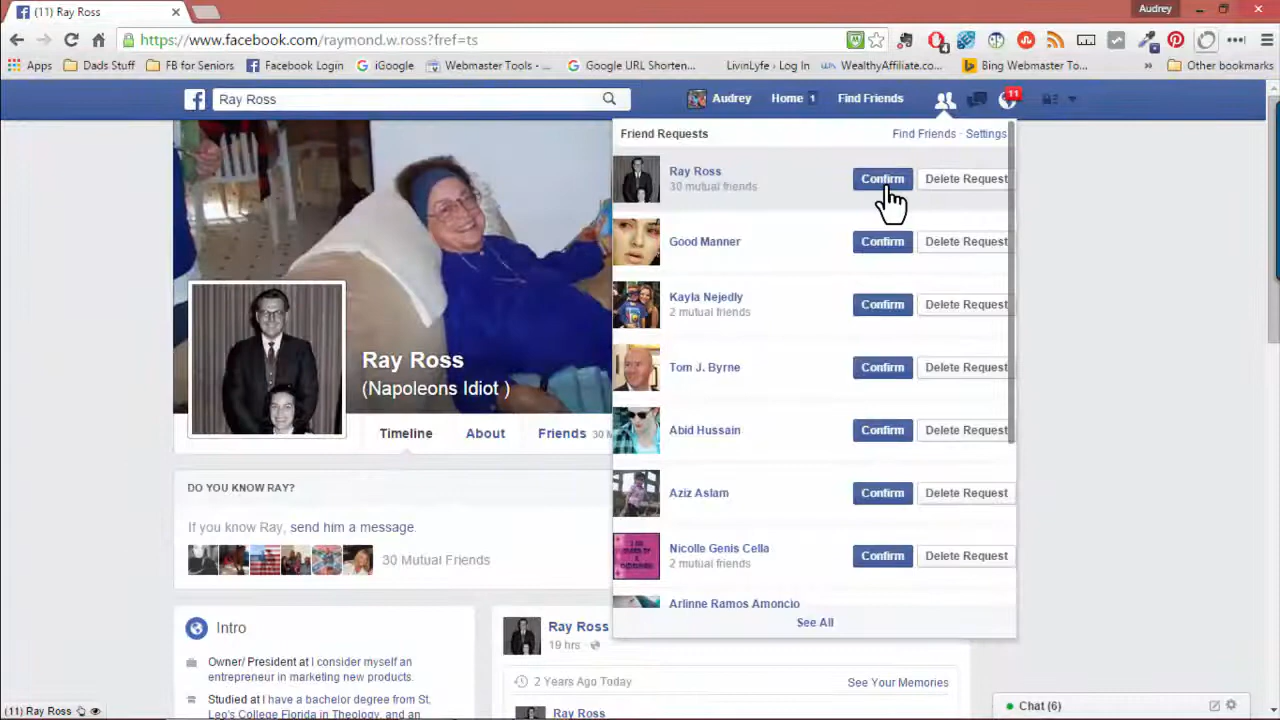 (11) Ray Ross
Audrey
https://www.facebook.com/raymond.w.ross?fref=ts
Apps Dads Stuff FB for Seniors Facebook Login iGoogle Webmaster Tools - ... Google URL Shorten... LivinLyfe › Log In WealthyAffiliate.co... Bing Webmaster To... » Other bookmarks
Ray Ross
Audrey Home 1 Find Friends 11
Friend Requests Find Friends · Settings
Ray Ross
30 mutual friends
Confirm Delete Request
Good Manner Confirm Delete Request
Kayla Nejedly
2 mutual friends
Confirm Delete Request
Tom J. Byrne Confirm Delete Request
Abid Hussain Confirm Delete Request
Aziz Aslam Confirm Delete Request
Nicolle Genis Cella
2 mutual friends
Confirm Delete Request
Arlinne Ramos Amoncio
See All
Ray Ross
(Napoleons Idiot )
Timeline About Friends 30 M
DO YOU KNOW RAY?
If you know Ray, send him a message.
30 Mutual Friends
Intro
Owner/ President at I consider myself an
entrepreneur in marketing new products.
Studied at I have a bachelor degree from St.
Leo's College Florida in Theology, and an
Ray Ross
19 hrs ·
2 Years Ago Today See Your Memories
Ray Ross
(11) Ray Ross
Chat (6)